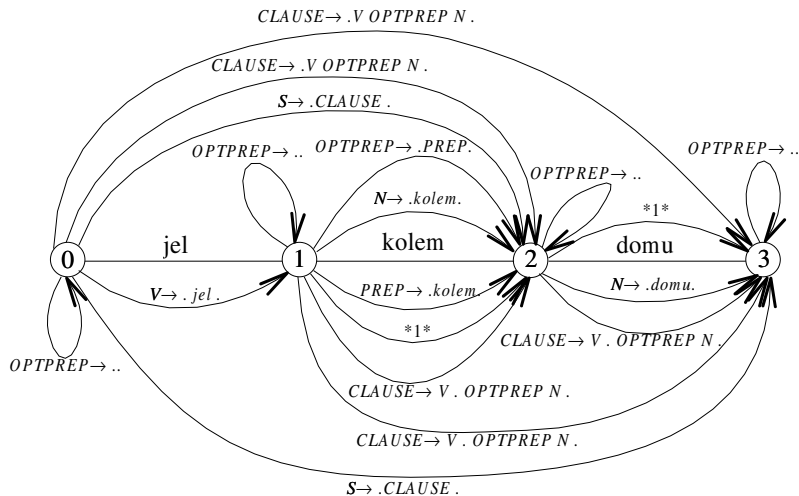 CLAUSE→ .V OPTPREP N .
CLAUSE→ .V OPTPREP N .
S→ .CLAUSE .
OPTPREP→ ..
OPTPREP→ .PREP.
OPTPREP→ ..
OPTPREP→ ..
N→ .kolem.
*1*
jel
kolem
domu
0
1
2
3
V→ . jel .
PREP→ .kolem.
N→ .domu.
*1*
CLAUSE→ V . OPTPREP N .
OPTPREP→ ..
CLAUSE→ V . OPTPREP N .
CLAUSE→ V . OPTPREP N .
S→ .CLAUSE .